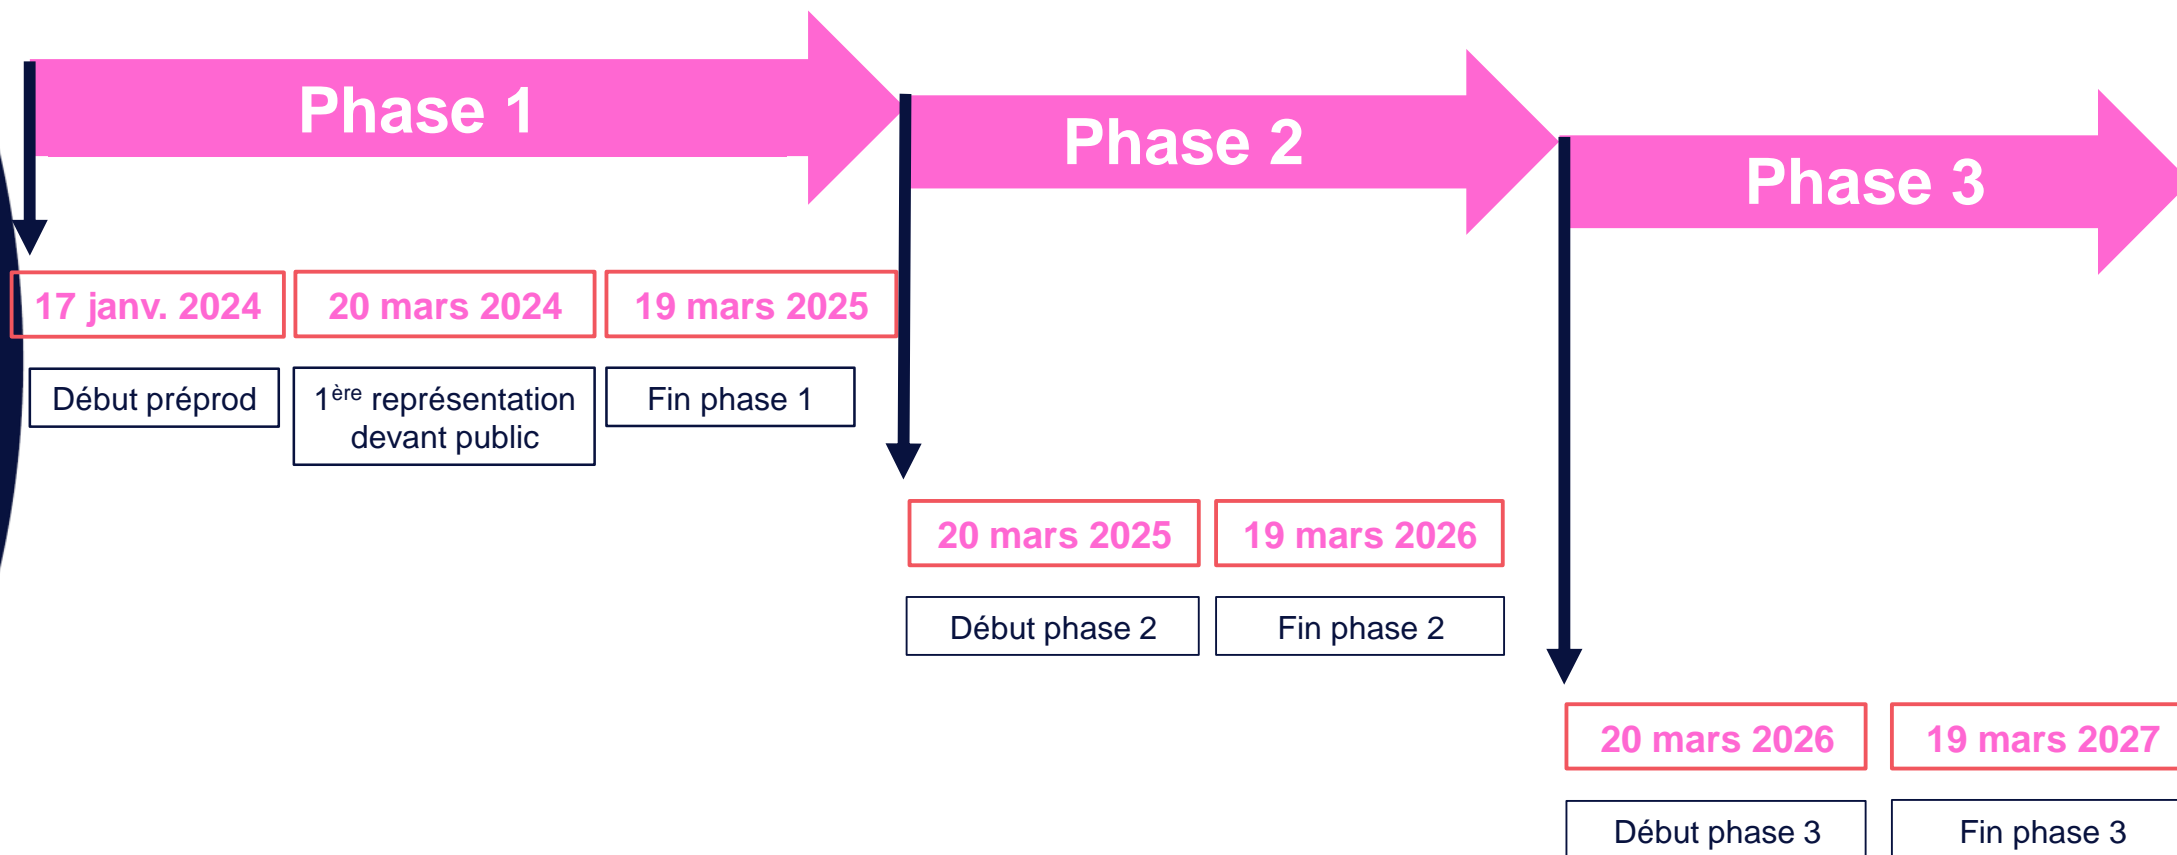 Phase 1
Phase 2
Phase 3
17 janv. 2024
20 mars 2024
19 mars 2025
Début préprod
1ère représentation
devant public
Fin phase 1
20 mars 2025
19 mars 2026
Début phase 2
Fin phase 2
20 mars 2026
19 mars 2027
Début phase 3
Fin phase 3